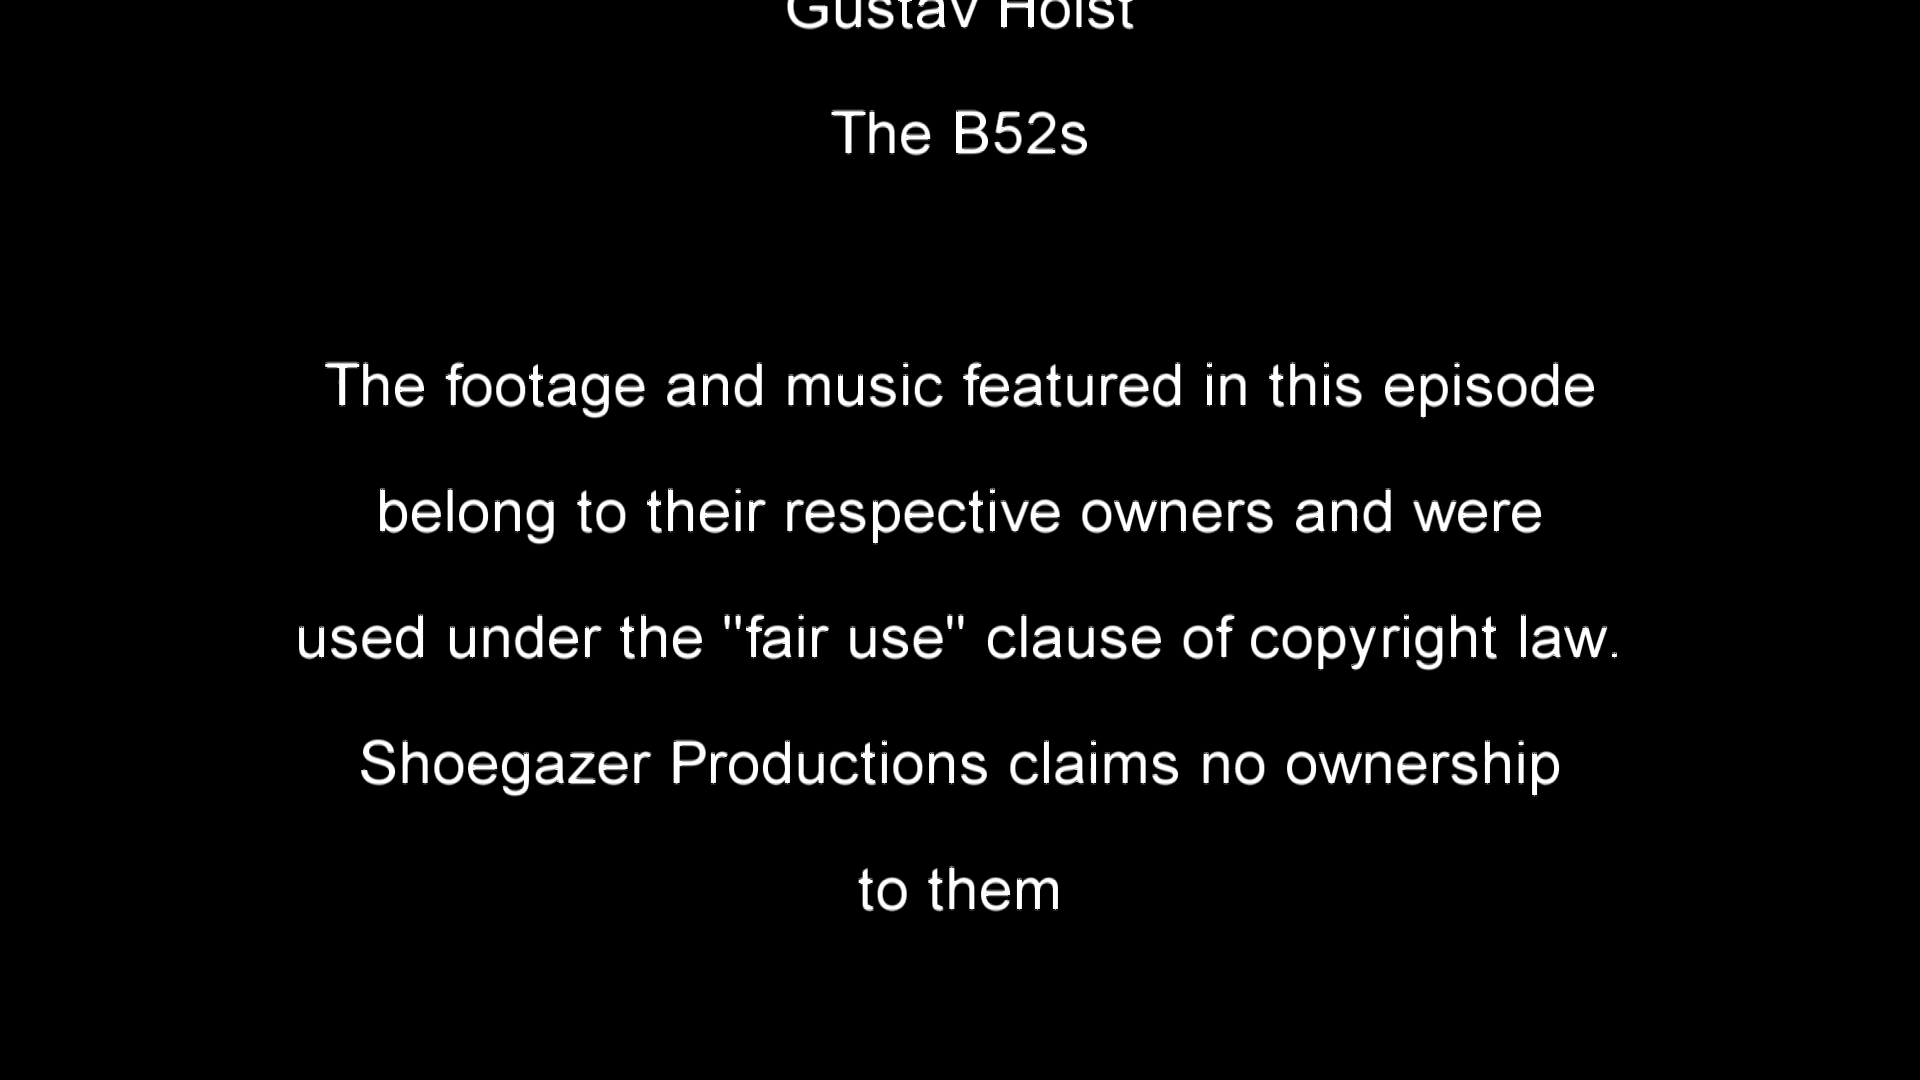 Gustav Holst
The B52s
The footage and music featured in this episode
belong to their respective owners and were
used under the "fair use" clause of copyright law.
Shoegazer Productions claims no ownership
to them